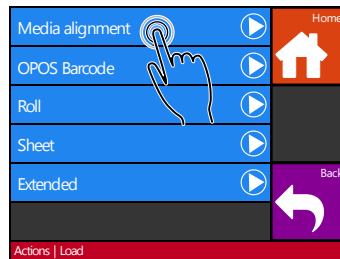 Media alignment
Home
OPOS Barcode
Roll
Sheet
Extended
Back
Actions | Load